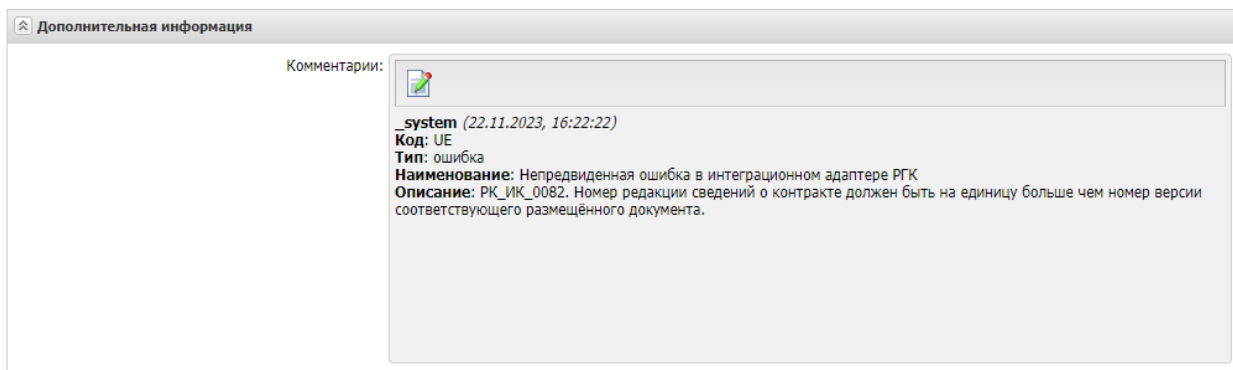 Дополнительная информация
Комментарии:
_system (22.11.2023, 16:22:22)
Код: UE
Тип: ошибка
Наименование: Непредвиденная ошибка в интеграционном адаптере РГК
Описание: РК_ИК_0082. Номер редакции сведений о контракте должен быть на единицу больше чем номер версии
соответствующего размещённого документа.